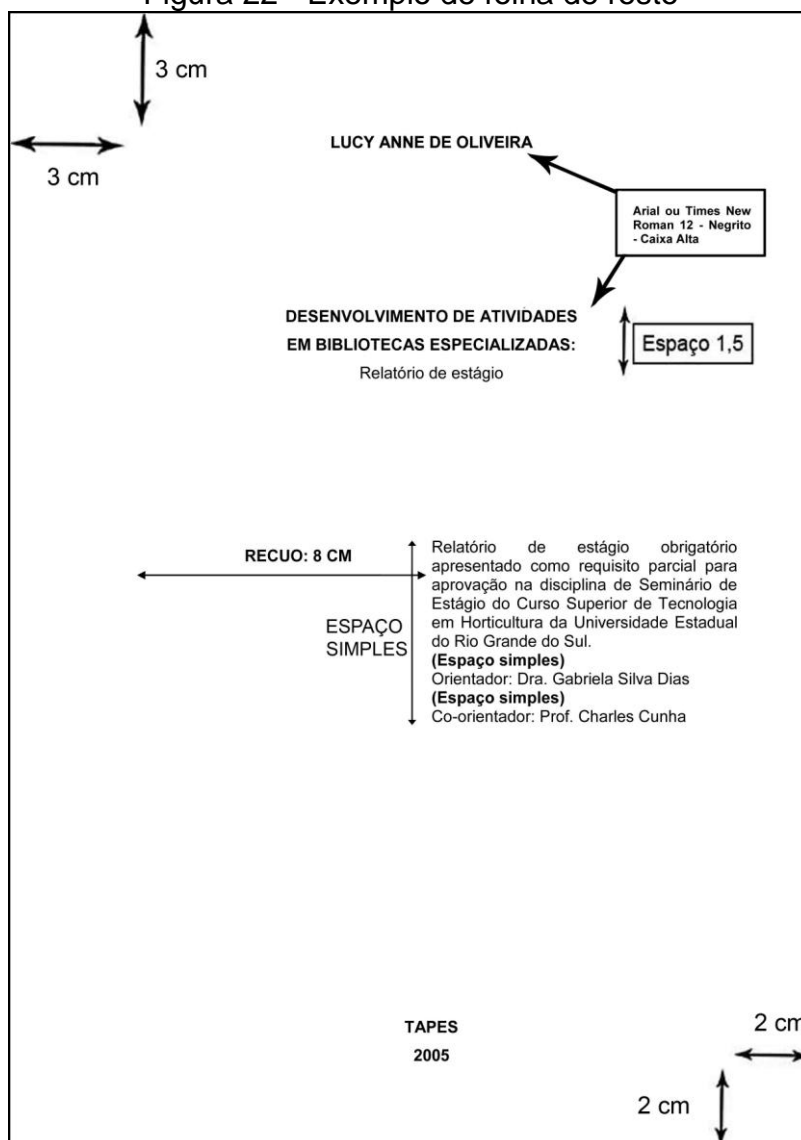 Figura 22 - Exemplo de folha de rosto
3 cm
3 cm
LUCY ANNE DE OLIVEIRA
Arial ou Times New
Roman 12 - Negrito
- Caixa Alta
DESENVOLVIMENTO DE ATIVIDADES
EM BIBLIOTECAS ESPECIALIZADAS:
Espaço 1,5
Relatório de estágio
RECUO: 8 CM
ESPAÇO
SIMPLES
Relatório de estágio obrigatório
apresentado como requisito parcial para
aprovação na disciplina de Seminário de
Estágio do Curso Superior de Tecnologia
em Horticultura da Universidade Estadual
do Rio Grande do Sul.
(Espaço simples)
Orientador: Dra. Gabriela Silva Dias
(Espaço simples)
Co-orientador: Prof. Charles Cunha
TAPES
2005
2 cm
2 cm